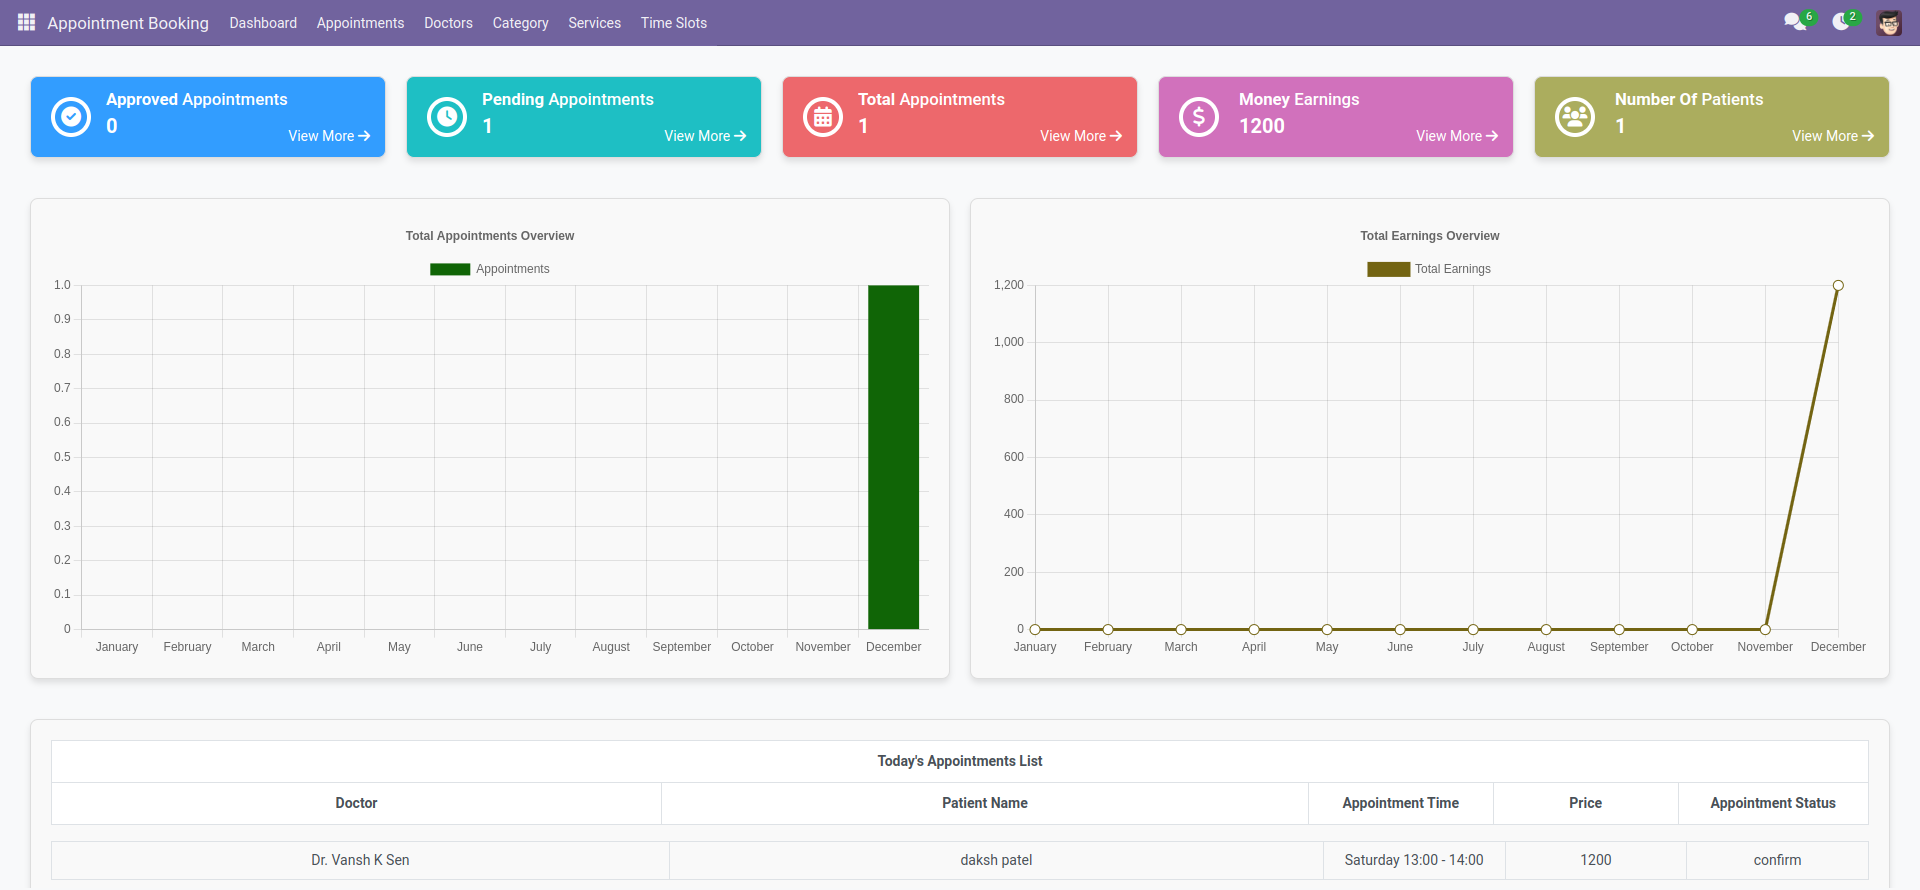 Appointment Booking Dashboard Appointments Doctors Category Services Time Slots 6 2
Approved Appointments
0
View More
Pending Appointments
1
View More
Total Appointments
1
View More
Money Earnings
1200
View More
Number Of Patients
1
View More
Total Appointments Overview
Appointments
1.0
0.9
0.8
0.7
0.6
0.5
0.4
0.3
0.2
0.1
0
January February March April May June July August September October November December
Total Earnings Overview
Total Earnings
1,200
1,000
800
600
400
200
0
January February March April May June July August September October November December
Today's Appointments List
Doctor Patient Name Appointment Time Price Appointment Status
Dr. Vansh K Sen daksh patel Saturday 13:00 - 14:00 1200 confirm